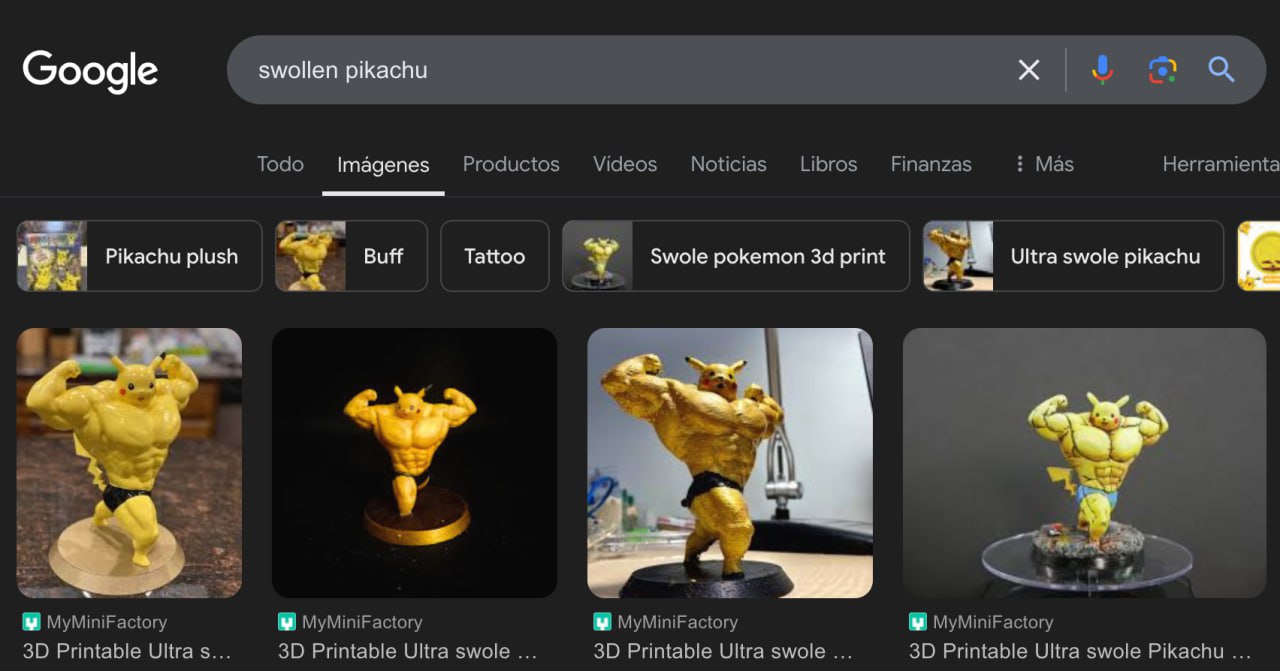 Google
swollen pikachu
Todo Imágenes Productos Vídeos Noticias Libros Finanzas Más Herramienta
Pikachu plush Buff Tattoo Swole pokemon 3d print Ultra swole pikachu
MyMiniFactory MyMiniFactory MyMiniFactory MyMiniFactory
3D Printable Ultra s... 3D Printable Ultra swole ... 3D Printable Ultra swole ... 3D Printable Ultra swole Pikachu ...